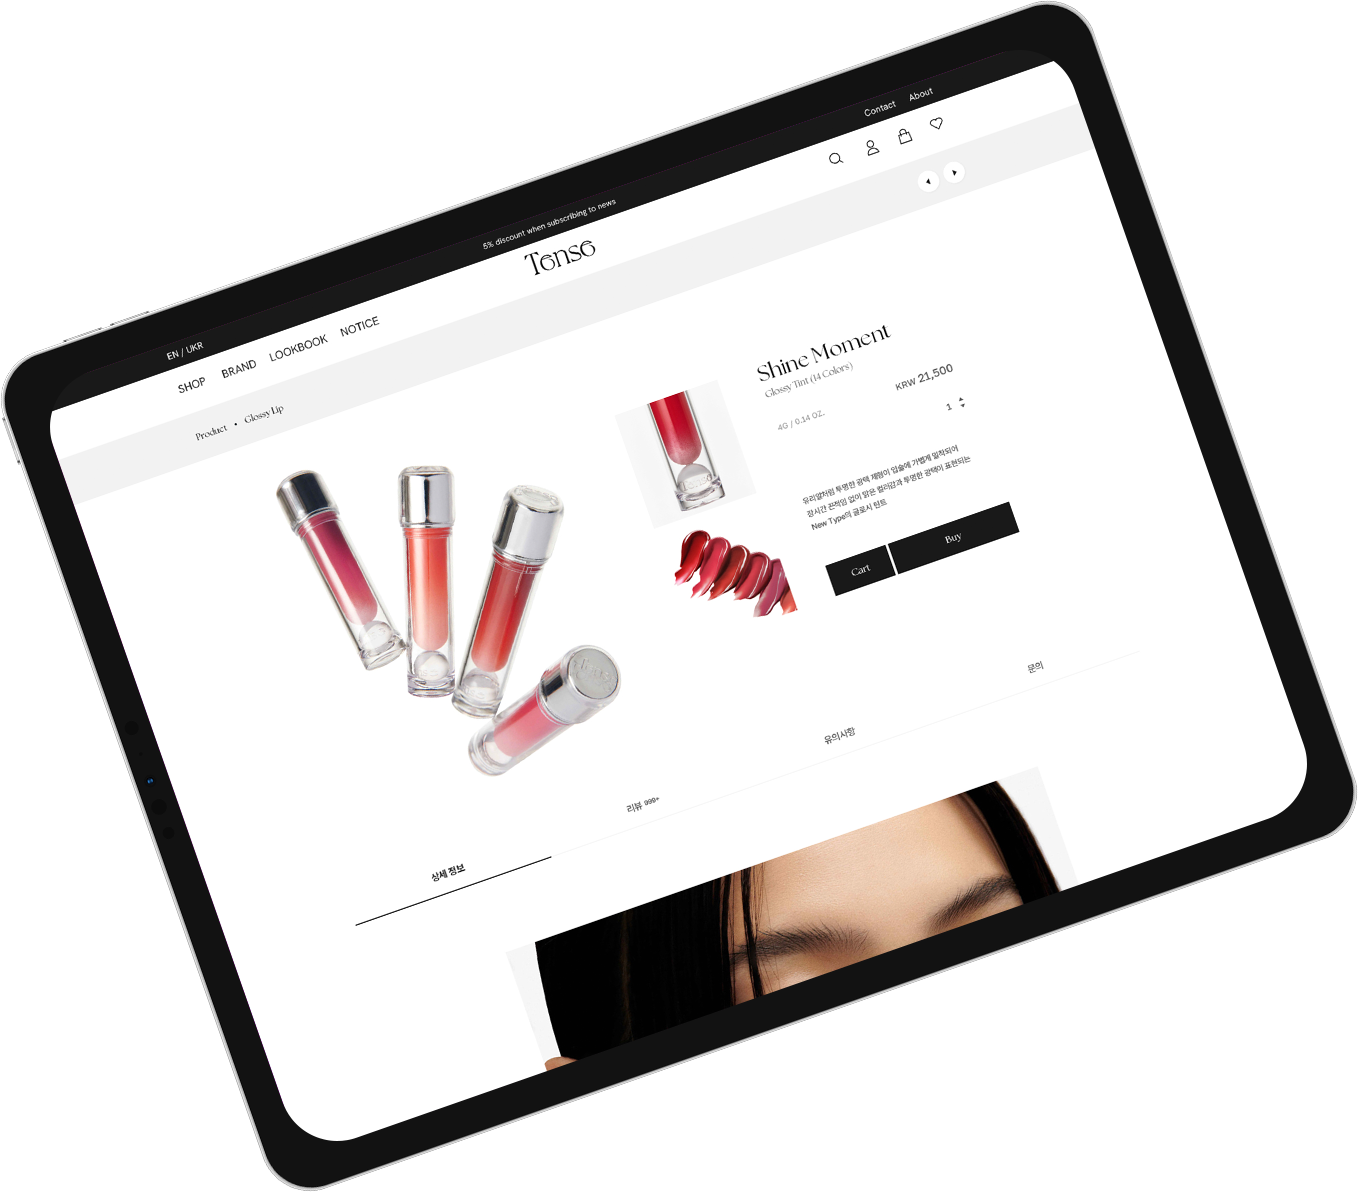 Contact About
5% discount when subscribing to news
EN / UKR
Tense
SHOP BRAND LOOKBOOK NOTICE
Product • Glossy Lip
Shine Moment
Glossy Tint (14 Colors)
KRW 21,500
4G / 0.14 OZ.
1
유리알처럼 투명한 광택 제형이 입술에 가볍게 밀착되어
장시간 끈적임 없이 맑은 컬러감과 투명한 광택이 표현되는
New Type의 글로시 틴트
Cart Buy
상세 정보
리뷰 999+
유의사항
문의